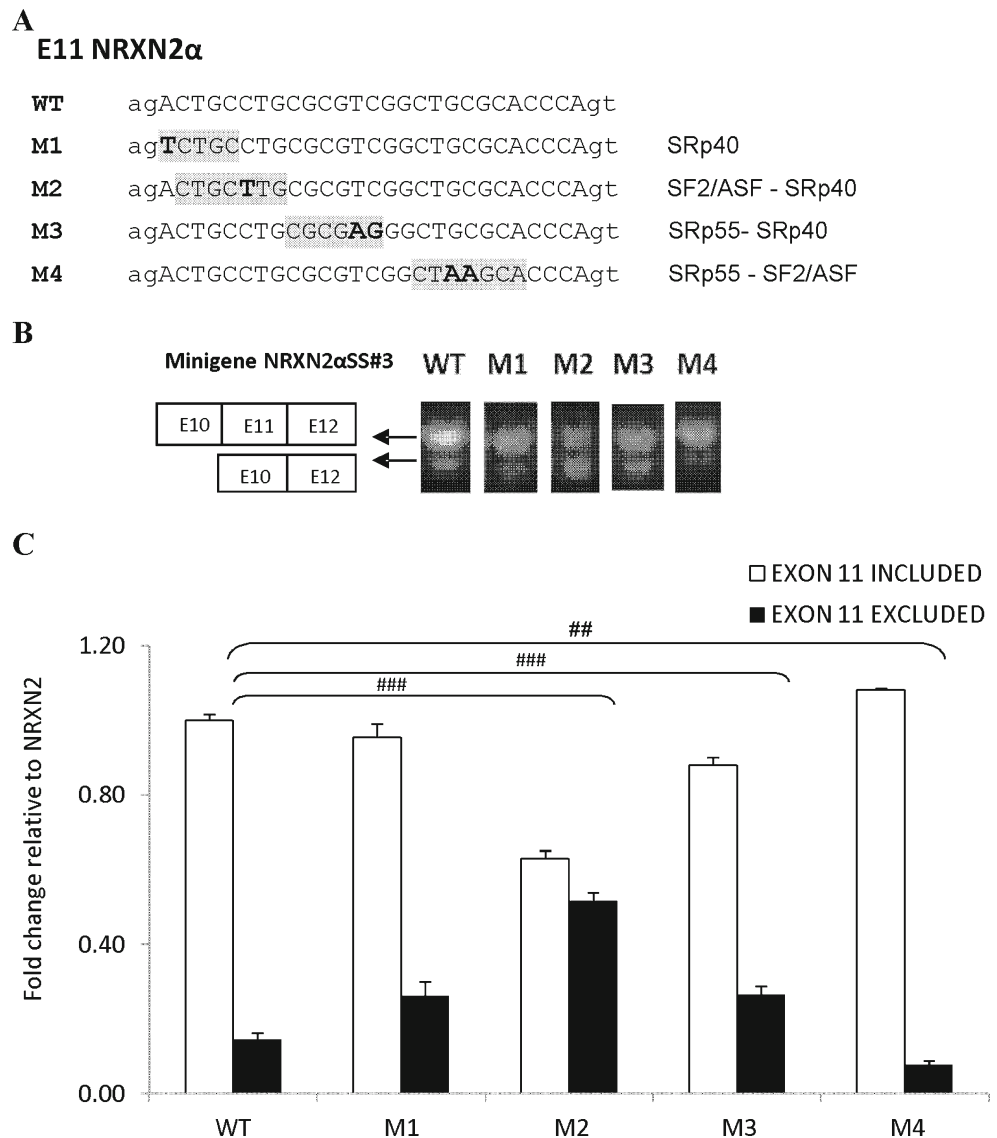 A
E11 NRXN2α
WT agACTGCCTGCGCGTCGGCTGCGCACCCAgt
M1 agTCTGCCTGCGCGTCGGCTGCGCACCCAgt SRp40
M2 agACTGCTTGCGCGTCGGCTGCGCACCCAgt SF2/ASF - SRp40
M3 agACTGCCTGCGCGAGGGCTGCGCACCCAgt SRp55- SRp40
M4 agACTGCCTGCGCGTCGGCTAAGCACCCAgt SRp55 - SF2/ASF
B
Minigene NRXN2αSS#3 WT M1 M2 M3 M4
E10 E11 E12
E10 E12
C
EXON 11 INCLUDED
EXON 11 EXCLUDED
##
###
###
Fold change relative to NRXN2
1.20
0.80
0.40
0.00
WT M1 M2 M3 M4